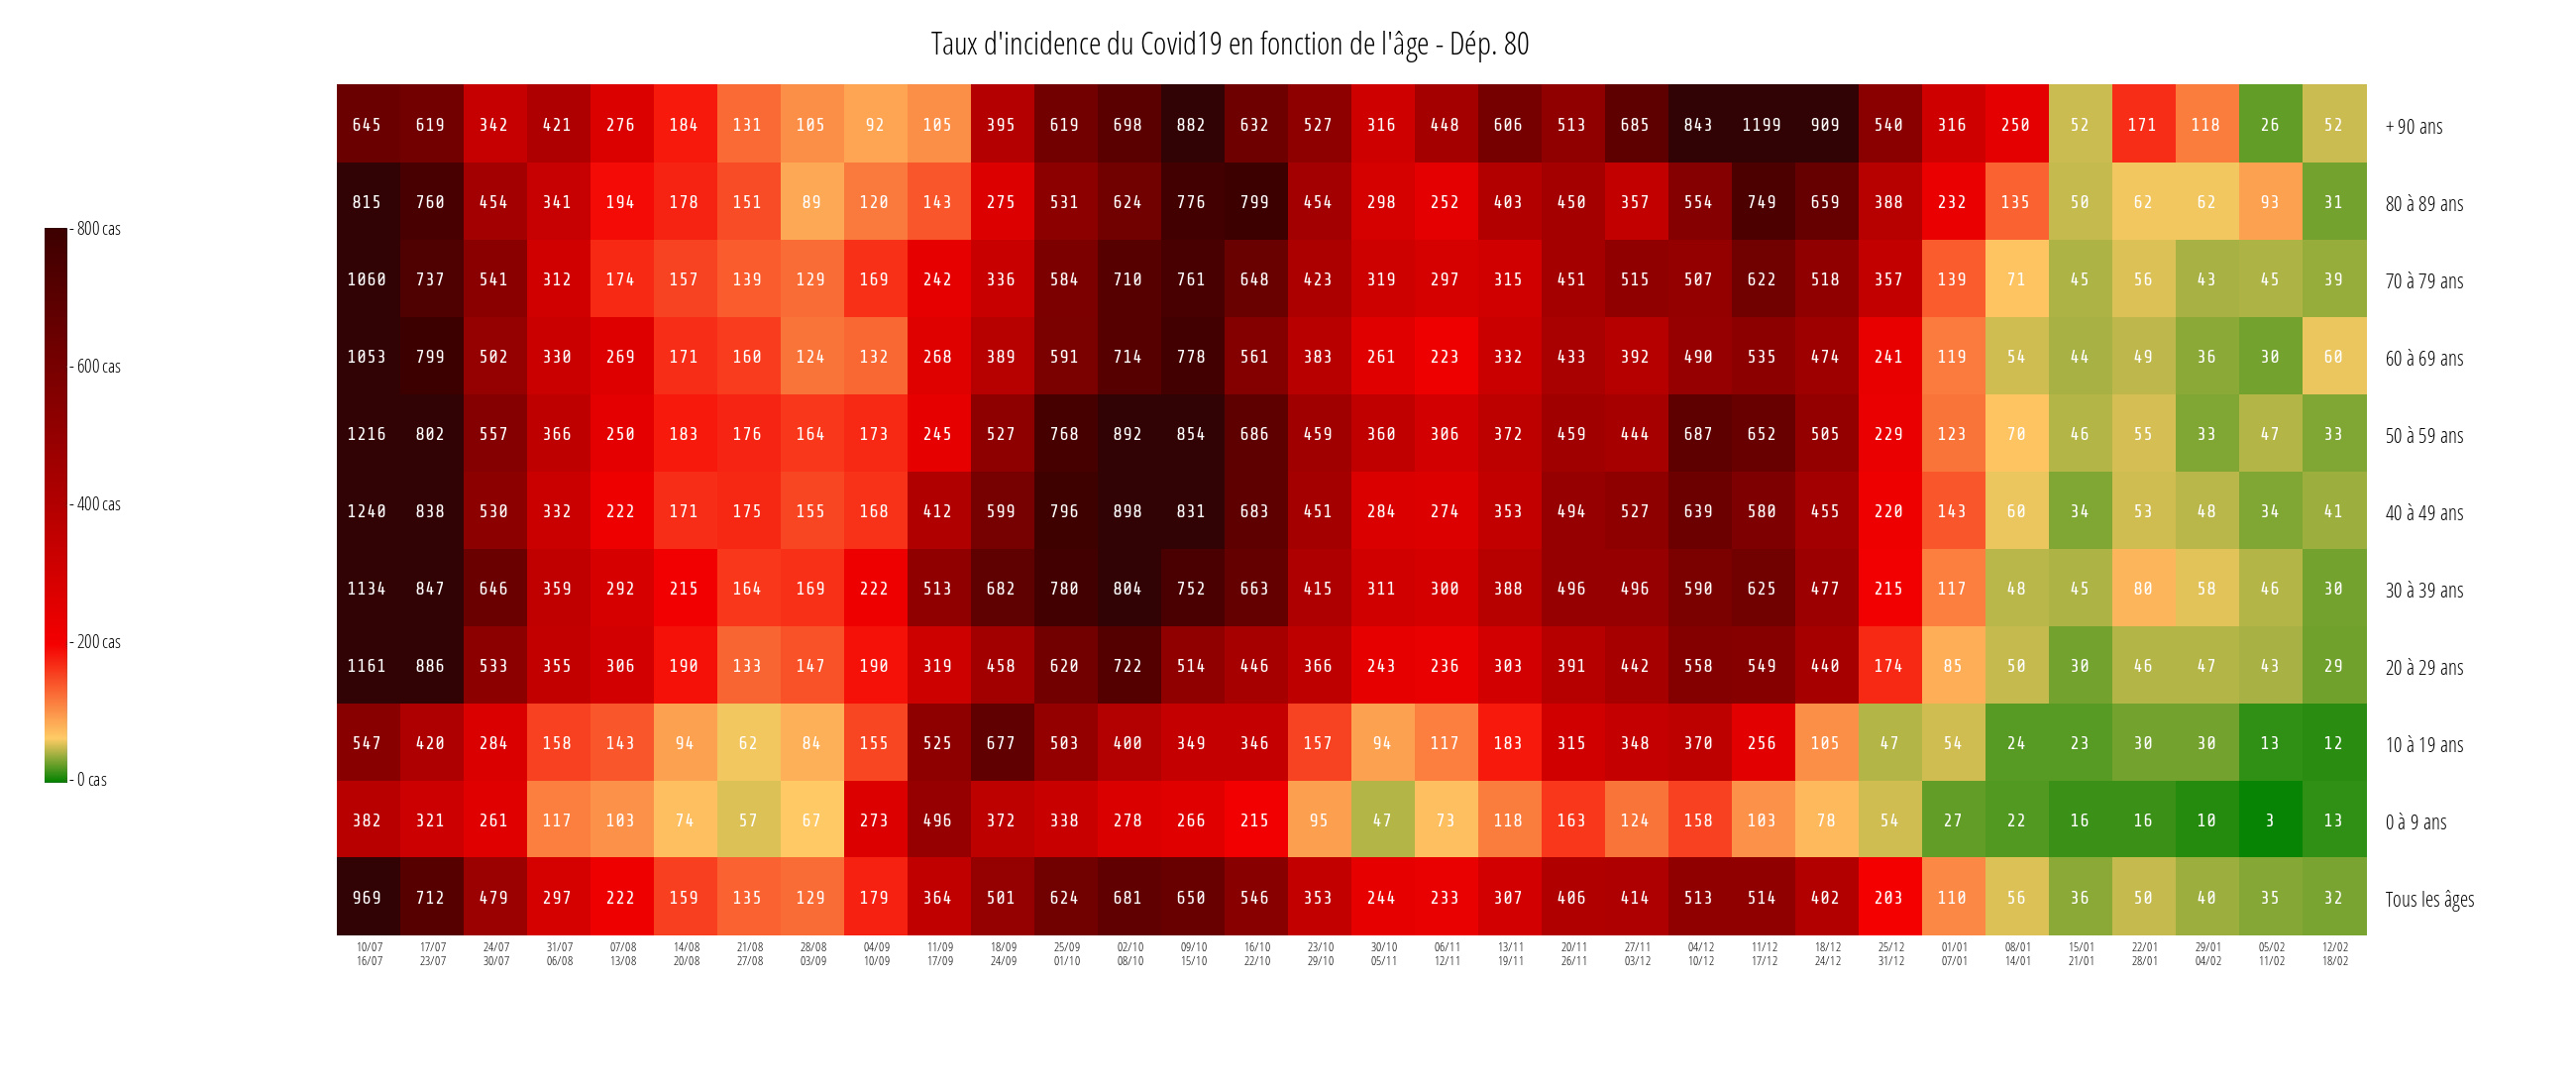 Taux d'incidence du Covid19 en fonction de l'âge - Dép. 80
645 619 342 421 276 184 131 105 92 105 395 619 698 882 632 527 316 448 606 513 685 843 1199 909 540 316 250 52 171 118 26 52 + 90 ans
815 760 454 341 194 178 151 89 120 143 275 531 624 776 799 454 298 252 403 450 357 554 749 659 388 232 135 50 62 62 93 31 80 à 89 ans
1060 737 541 312 174 157 139 129 169 242 336 584 710 761 648 423 319 297 315 451 515 507 622 518 357 139 71 45 56 43 45 39 70 à 79 ans
1053 799 502 330 269 171 160 124 132 268 389 591 714 778 561 383 261 223 332 433 392 490 535 474 241 119 54 44 49 36 30 60 60 à 69 ans
1216 802 557 366 250 183 176 164 173 245 527 768 892 854 686 459 360 306 372 459 444 687 652 505 229 123 70 46 55 33 47 33 50 à 59 ans
1240 838 530 332 222 171 175 155 168 412 599 796 898 831 683 451 284 274 353 494 527 639 580 455 220 143 60 34 53 48 34 41 40 à 49 ans
1134 847 646 359 292 215 164 169 222 513 682 780 804 752 663 415 311 300 388 496 496 590 625 477 215 117 48 45 80 58 46 30 30 à 39 ans
1161 886 533 355 306 190 133 147 190 319 458 620 722 514 446 366 243 236 303 391 442 558 549 440 174 85 50 30 46 47 43 29 20 à 29 ans
547 420 284 158 143 94 62 84 155 525 677 503 400 349 346 157 94 117 183 315 348 370 256 105 47 54 24 23 30 30 13 12 10 à 19 ans
382 321 261 117 103 74 57 67 273 496 372 338 278 266 215 95 47 73 118 163 124 158 103 78 54 27 22 16 16 10 3 13 0 à 9 ans
969 712 479 297 222 159 135 129 179 364 501 624 681 650 546 353 244 233 307 406 414 513 514 402 203 110 56 36 50 40 35 32 Tous les âges
10/07 17/07 24/07 31/07 07/08 14/08 21/08 28/08 04/09 11/09 18/09 25/09 02/10 09/10 16/10 23/10 30/10 06/11 13/11 20/11 27/11 04/12 11/12 18/12 25/12 01/01 08/01 15/01 22/01 29/01 05/02 12/02
16/07 23/07 30/07 06/08 13/08 20/08 27/08 03/09 10/09 17/09 24/09 01/10 08/10 15/10 22/10 29/10 05/11 12/11 19/11 26/11 03/12 10/12 17/12 24/12 31/12 07/01 14/01 21/01 28/01 04/02 11/02 18/02
- 800 cas
- 600 cas
- 400 cas
- 200 cas
- 0 cas